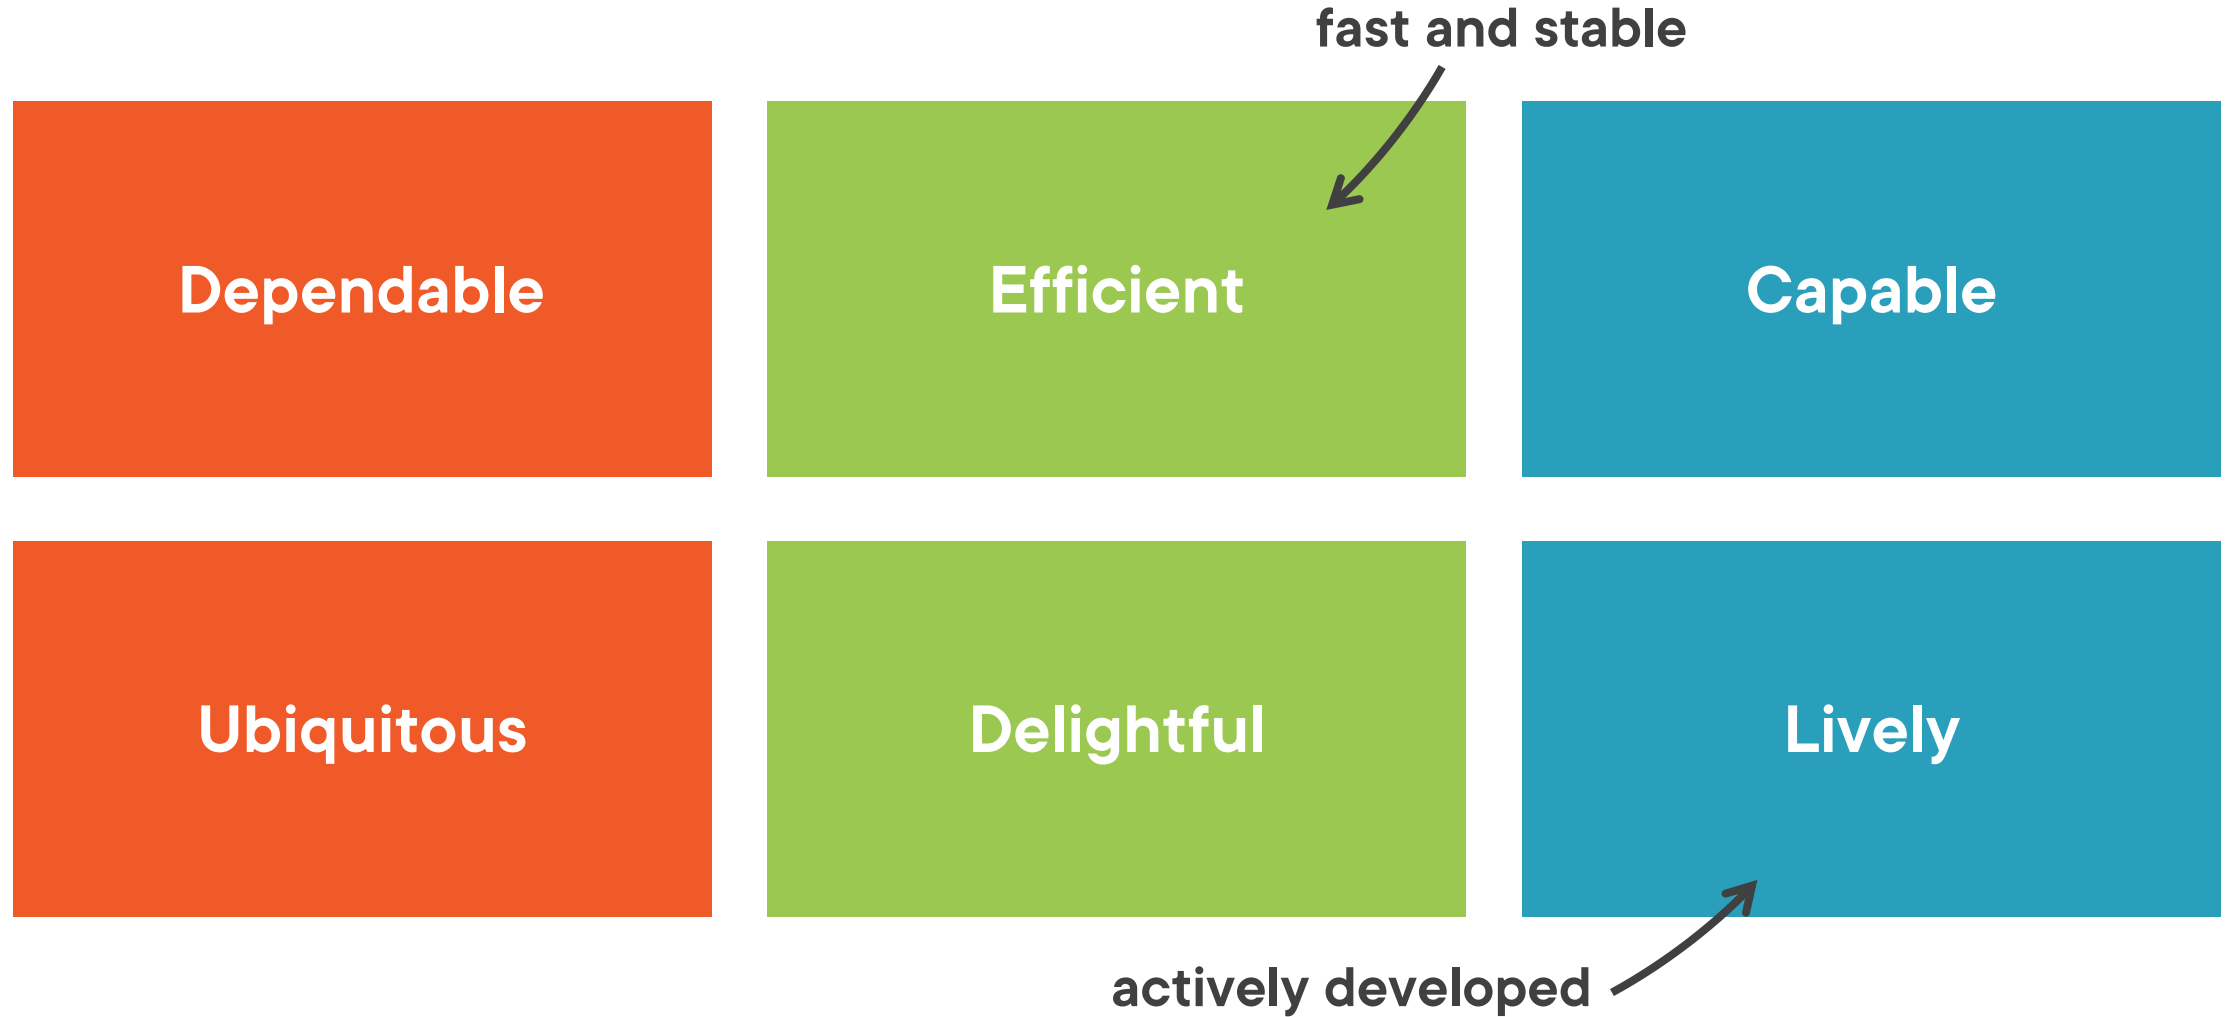 fast and stable
Dependable
Efficient
Capable
Ubiquitous
Delightful
Lively
actively developed